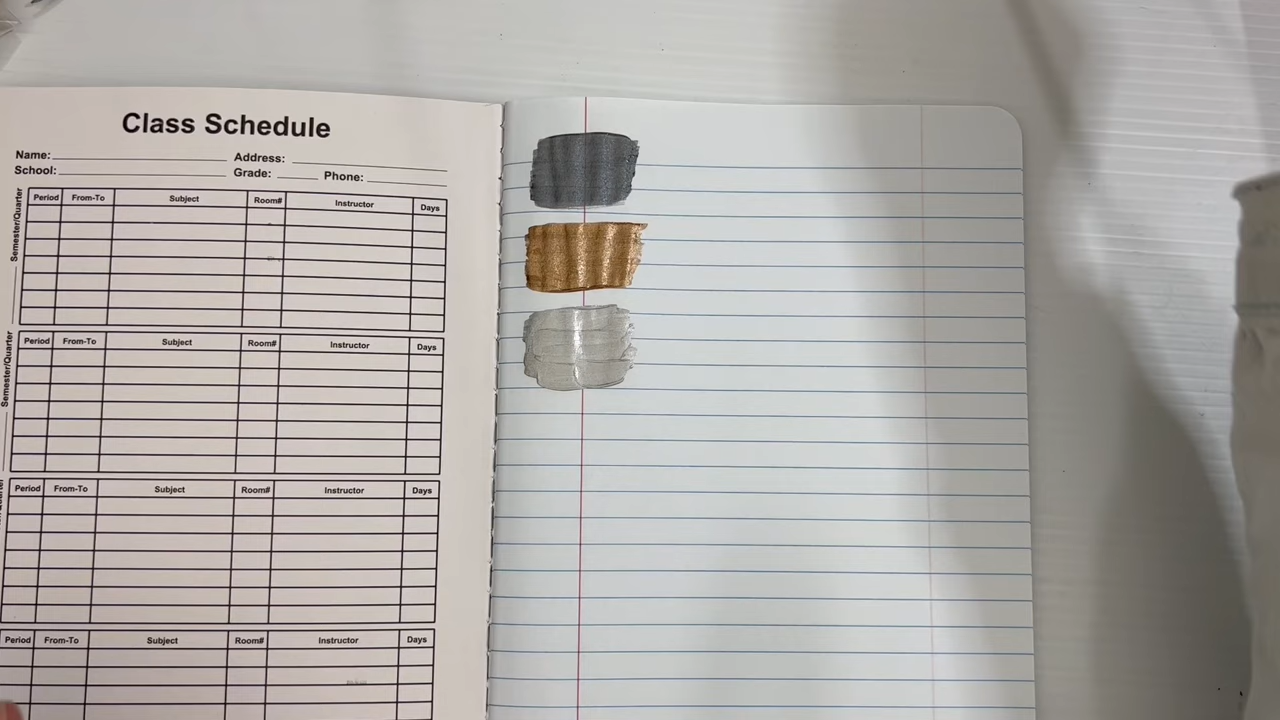 Class Schedule
Name: Address:
School: Grade: Phone:
Semester/Quarter
Period From-To Subject Room# Instructor Days
Semester/Quarter
Period From-To Subject Room# Instructor Days
Period From-To Subject Room# Instructor Days
Period From-To Subject Room# Instructor Days